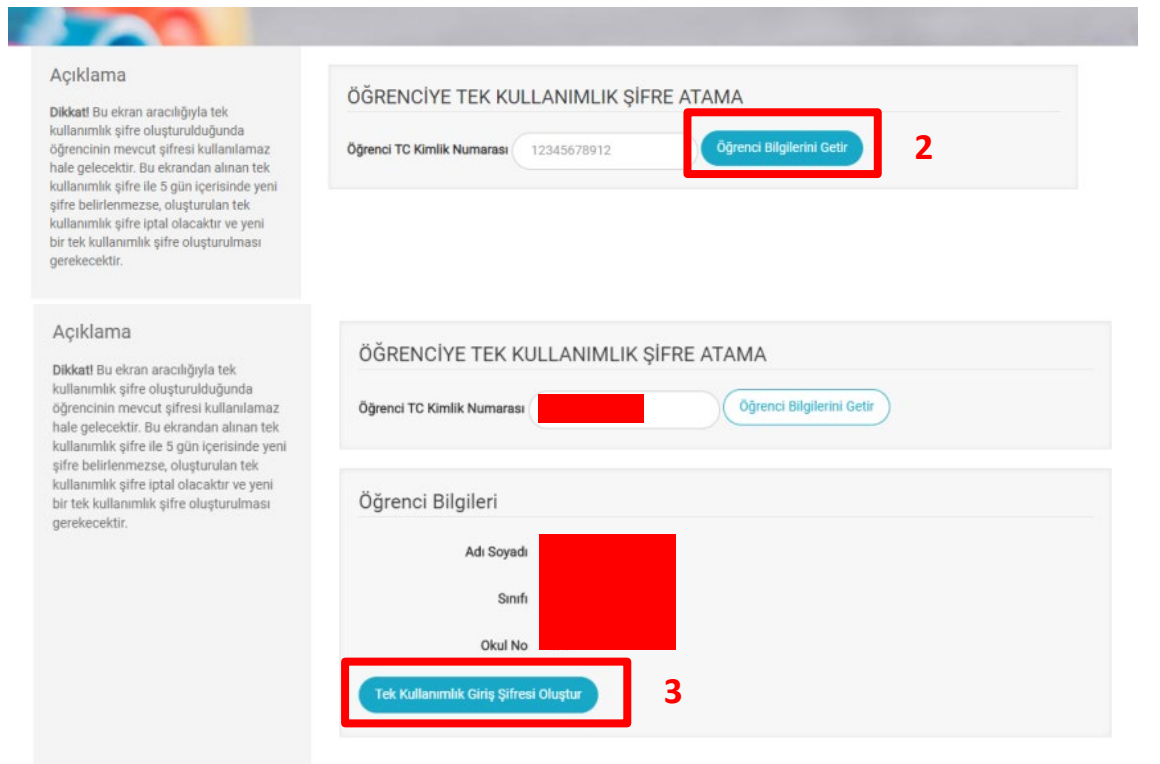 Açıklama
Dikkat! Bu ekran aracılığıyla tek
kullanımlık şifre oluşturulduğunda
öğrencinin mevcut şifresi kullanılamaz
hale gelecektir. Bu ekrandan alınan tek
kullanımlık şifre ile 5 gün içerisinde yeni
şifre belirlenmezse, oluşturulan tek
kullanımlık şifre iptal olacaktır ve yeni
bir tek kullanımlık şifre oluşturulması
gerekecektir.
ÖĞRENCİYE TEK KULLANIMLIK ŞİFRE ATAMA
Öğrenci TC Kimlik Numarası 12345678912 Öğrenci Bilgilerini Getir 2
Açıklama
Dikkat! Bu ekran aracılığıyla tek
kullanımlık şifre oluşturulduğunda
öğrencinin mevcut şifresi kullanılamaz
hale gelecektir. Bu ekrandan alınan tek
kullanımlık şifre ile 5 gün içerisinde yeni
şifre belirlenmezse, oluşturulan tek
kullanımlık şifre iptal olacaktır ve yeni
bir tek kullanımlık şifre oluşturulması
gerekecektir.
ÖĞRENCİYE TEK KULLANIMLIK ŞİFRE ATAMA
Öğrenci TC Kimlik Numarası Öğrenci Bilgilerini Getir
Öğrenci Bilgileri
Adı Soyadı
Sınıfı
Okul No
Tek Kullanımlık Giriş Şifresi Oluştur 3